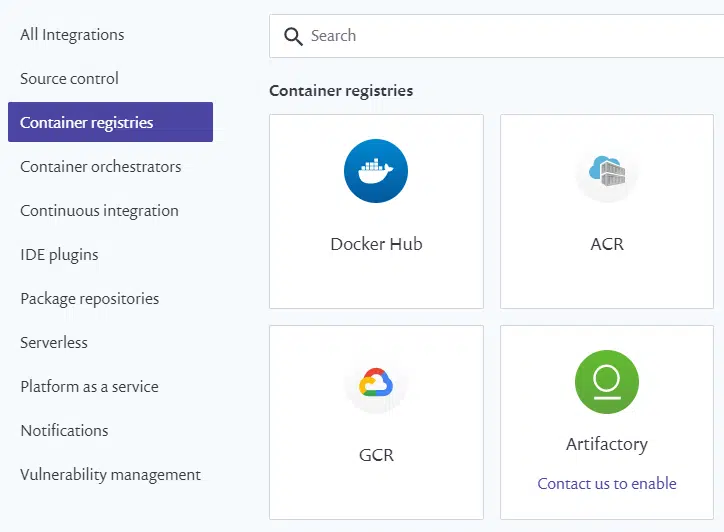 All Integrations
Source control
Container registries
Container orchestrators
Continuous integration
IDE plugins
Package repositories
Serverless
Platform as a service
Notifications
Vulnerability management
Search
Container registries
Docker Hub
ACR
GCR
Artifactory
Contact us to enable